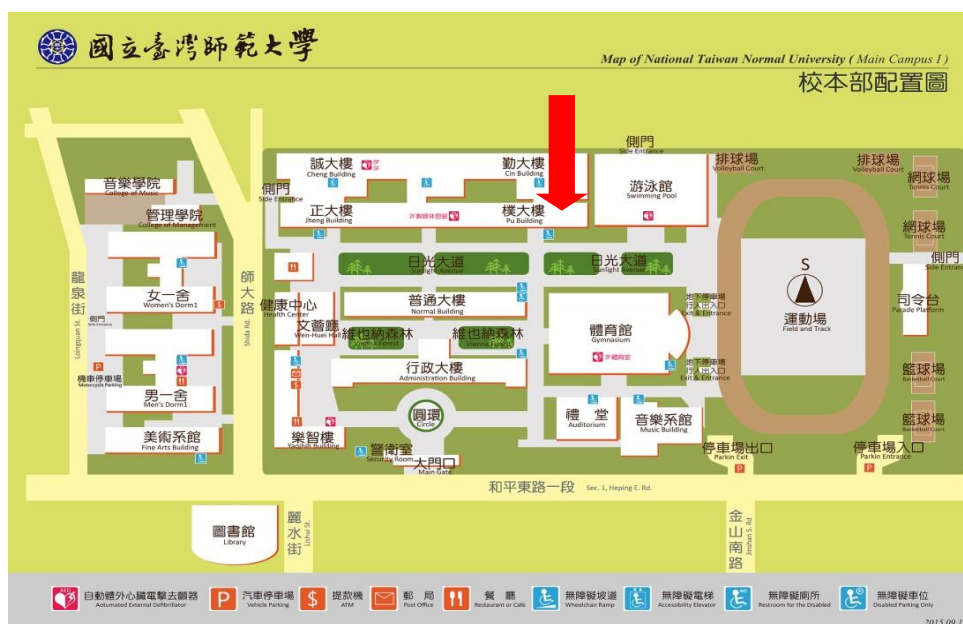 國立臺灣師範大學
Map of National Taiwan Normal University ( Main Campus I )
校本部配置圖
側門
Side Entrance
誠大樓
Cheng Building
勤大樓
Cin Building
排球場
Volleyball Court
排球場
Volleyball Court
音樂學院
College of Music
游泳館
Swimming Pool
網球場
Tennis Court
側門
Side Entrance
管理學院
College of Management
正大樓
Jheng Building
樸大樓
Pu Building
網球場
Tennis Court
日光大道
Sunlight Avenue
日光大道
Sunlight Avenue
S
側門
Side Entrance
龍泉街
Longquan St.
師大路
Shida Rd.
女一舍
Women's Dorm1
側門
健康中心
Health Center
普通大樓
Normal Building
地下停車場
行人出入口
Exit & Entrance
運動場
Field and Track
司令台
Parade Platform
文薈廳
Wen-Huei Hall
維也納森林
Vienna Forest
維也納森林
Vienna Forest
體育館
Gymnasium
機車停車場
Motorcycle Parking
行政大樓
Administration Building
地下停車場
行人出入口
Exit & Entrance
籃球場
Basketball Court
男一舍
Men's Dorm1
圓環
Circle
禮 堂
Auditorium
音樂系館
Music Building
籃球場
Basketball Court
美術系館
Fine Arts Building
樂智樓
警衛室
Security Room
大門口
Main Gate
停車場出口
Parkin Exit
停車場入口
Parkin Entrance
和平東路一段 Sec. 1, Heping E. Rd.
圖書館
Library
麗水街
Lishui St.
金山南路
Jinshan S. Rd
AED
自動體外心臟電擊去顫器
Aotumated External Defibrillator
P
汽車停車場
Vehicle Parking
$
提款機
ATM
郵 局
Post Office
餐 廳
Restaurant or Cafe
無障礙坡道
Wheelchair Ramp
無障礙電梯
Accessibility Elevator
無障礙廁所
Restroom for the Disabled
無障礙車位
Disabled Parking Only